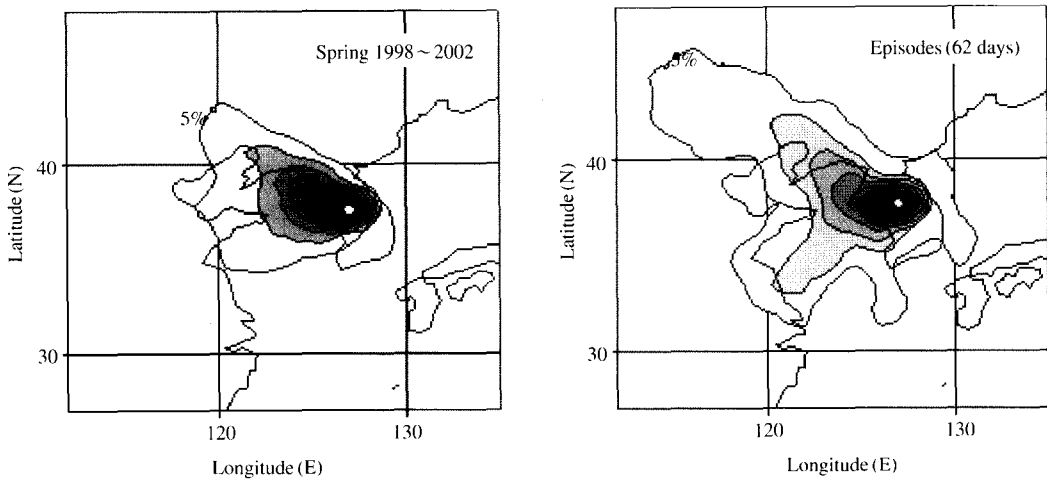 Spring 1998~2002
5%
40
30
120
130
Latitude (N)
Longitude (E)
Episodes (62 days)
5%
40
30
120
130
Latitude (N)
Longitude (E)